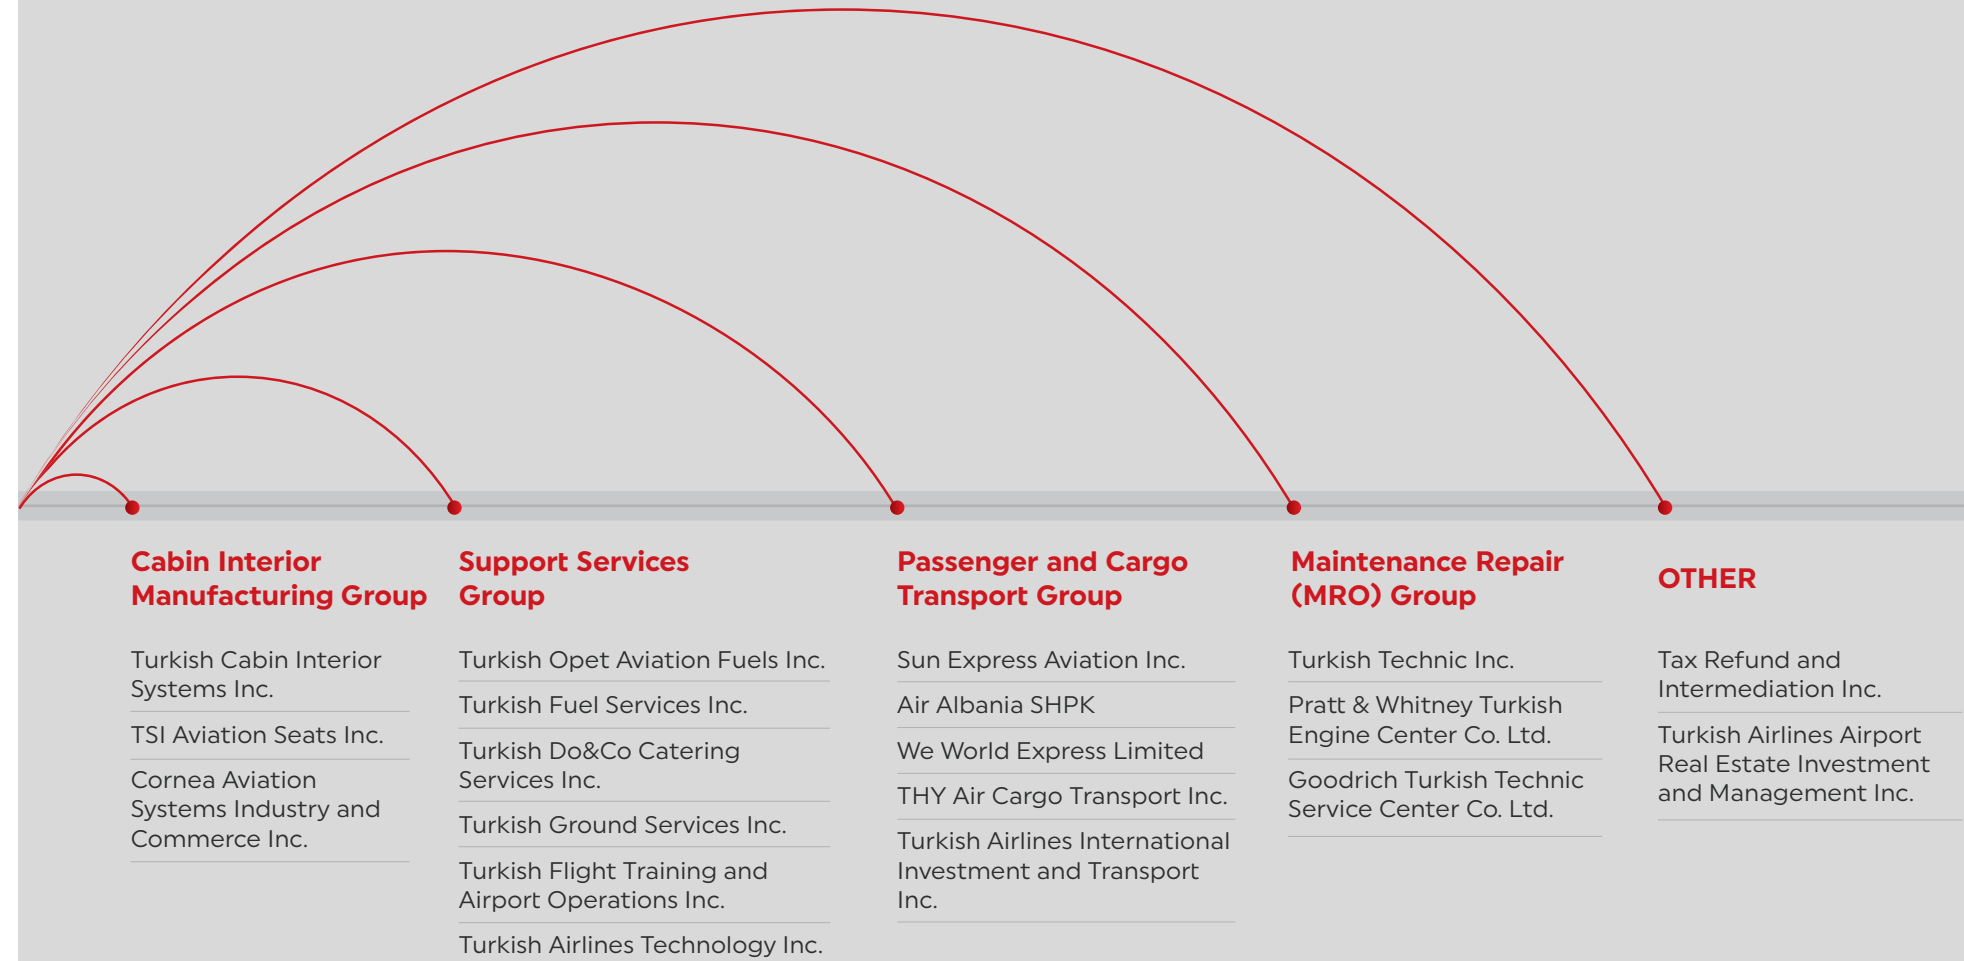 Cabin Interior
Manufacturing Group
Turkish Cabin Interior
Systems Inc.
TSI Aviation Seats Inc.
Cornea Aviation
Systems Industry and
Commerce Inc.
Support Services
Group
Turkish Opet Aviation Fuels Inc.
Turkish Fuel Services Inc.
Turkish Do&Co Catering
Services Inc.
Turkish Ground Services Inc.
Turkish Flight Training and
Airport Operations Inc.
Turkish Airlines Technology Inc.
Passenger and Cargo
Transport Group
Sun Express Aviation Inc.
Air Albania SHPK
We World Express Limited
THY Air Cargo Transport Inc.
Turkish Airlines International
Investment and Transport
Inc.
Maintenance Repair
(MRO) Group
Turkish Technic Inc.
Pratt & Whitney Turkish
Engine Center Co. Ltd.
Goodrich Turkish Technic
Service Center Co. Ltd.
OTHER
Tax Refund and
Intermediation Inc.
Turkish Airlines Airport
Real Estate Investment
and Management Inc.